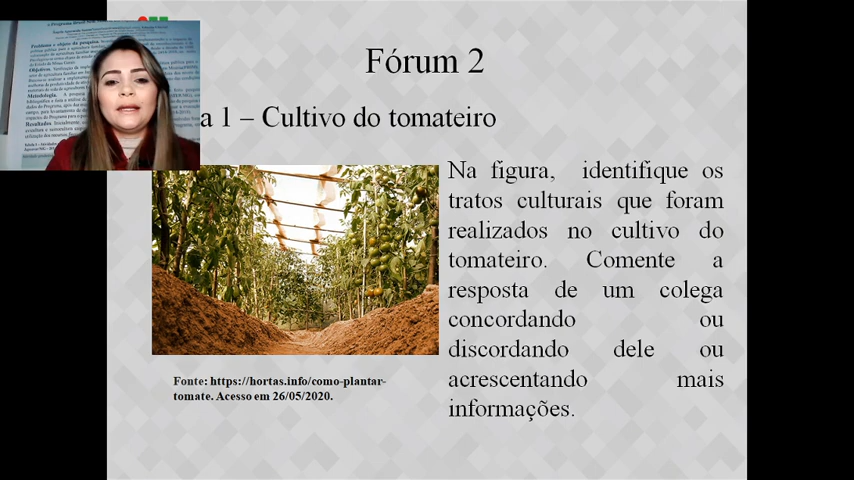 Fórum 2
a 1 – Cultivo do tomateiro
Na figura, identifique os
tratos culturais que foram
realizados no cultivo do
tomateiro. Comente a
resposta de um colega
concordando ou
discordando dele ou
acrescentando mais
informações.
Fonte: https://hortas.info/como-plantar-
tomate. Acesso em 26/05/2020.